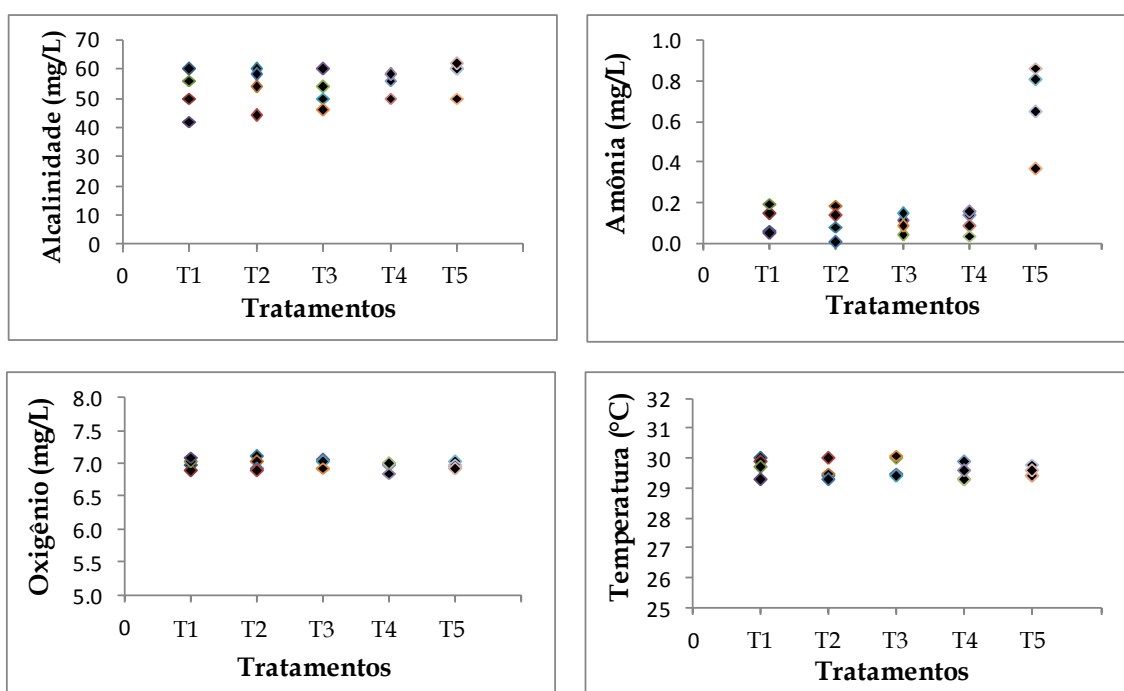 Alcalinidade (mg/L)
70
60
50
40
30
20
10
0
0 T1 T2 T3 T4 T5
Tratamentos
Amônia (mg/L)
1.0
0.8
0.6
0.4
0.2
0.0
0 T1 T2 T3 T4 T5
Tratamentos
Oxigênio (mg/L)
8.0
7.5
7.0
6.5
6.0
5.5
5.0
0 T1 T2 T3 T4 T5
Tratamentos
Temperatura (°C)
32
31
30
29
28
27
26
25
0 T1 T2 T3 T4 T5
Tratamentos